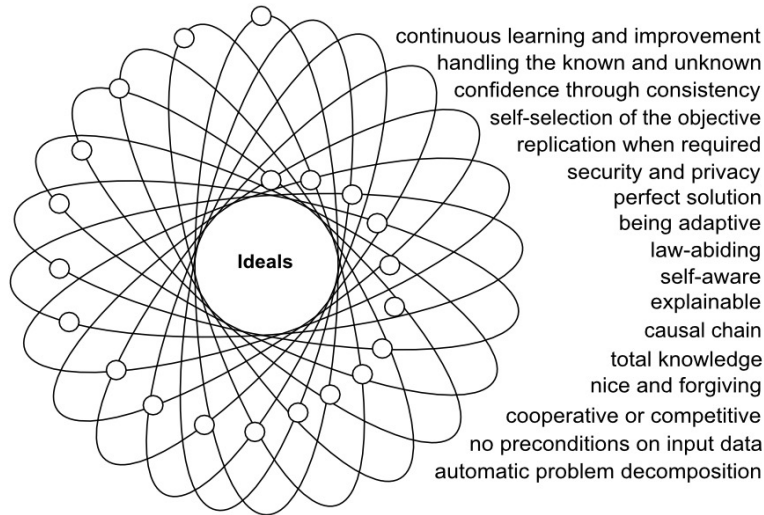 continuous learning and improvement
handling the known and unknown
confidence through consistency
self-selection of the objective
replication when required
security and privacy
perfect solution
being adaptive
law-abiding
Ideals
self-aware
explainable
causal chain
total knowledge
nice and forgiving
cooperative or competitive
no preconditions on input data
automatic problem decomposition